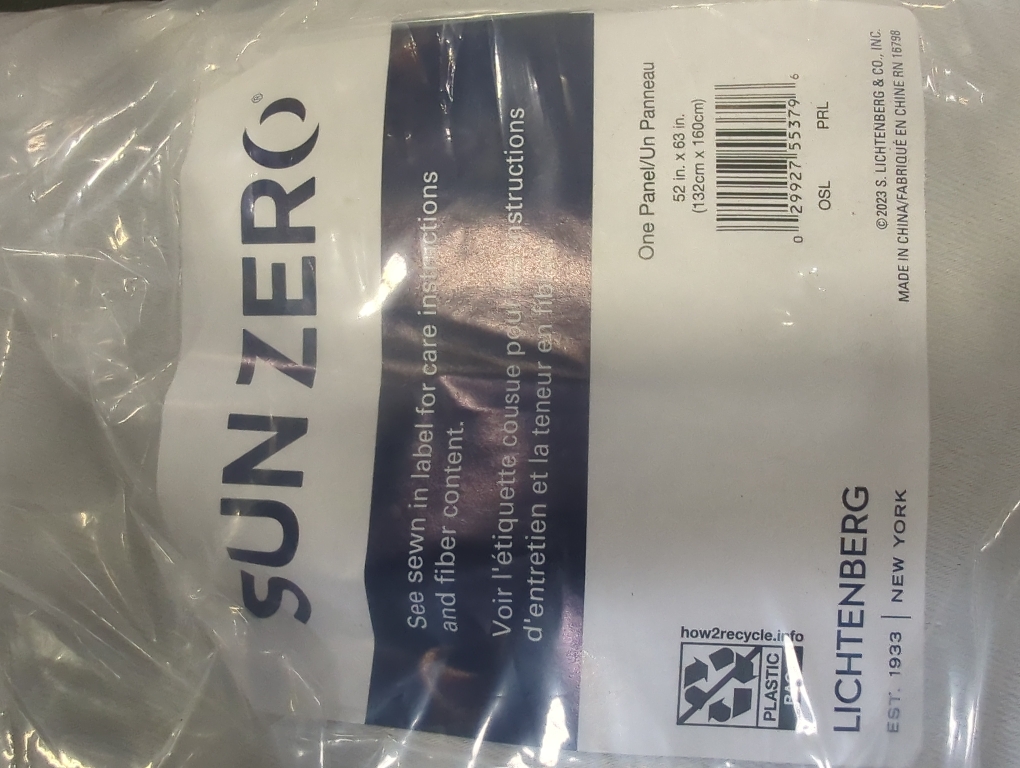 SUN ZERO®
See sewn in label for care instructions
and fiber content.
Voir l'étiquette cousue pour instructions
d'entretien et la teneur en
One Panel/Un Panneau
52 in. x 63 in.
(132cm x 160cm)
0 29927 55379 6
OSL PRL
how2recycle.info
PLASTIC
LICHTENBERG
EST. 1933 | NEW YORK
©2023 S. LICHTENBERG & CO., INC.
MADE IN CHINA/FABRIQUÉ EN CHINE RN 16798